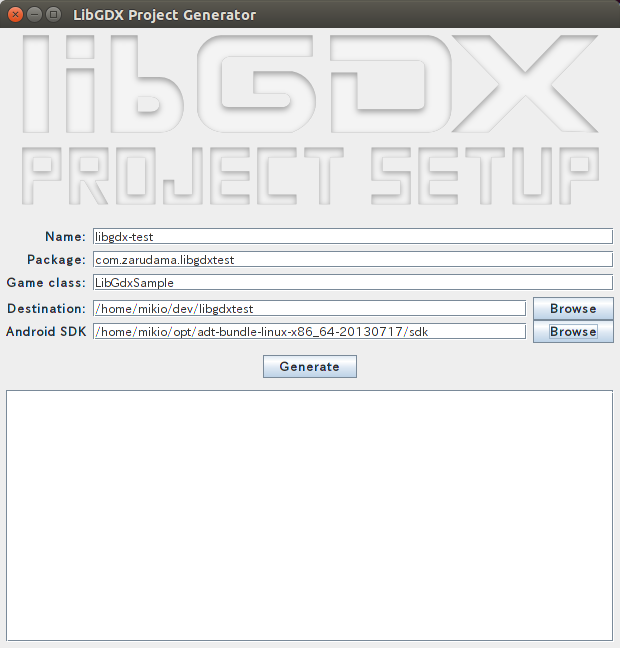 LibGDX Project Generator
libGDX
PROJECT SETUP
Name: libgdx-test
Package: com.zarudama.libgdxtest
Game class: LibGdxSample
Destination: /home/mikio/dev/libgdxtest Browse
Android SDK /home/mikio/opt/adt-bundle-linux-x86_64-20130717/sdk Browse
Generate